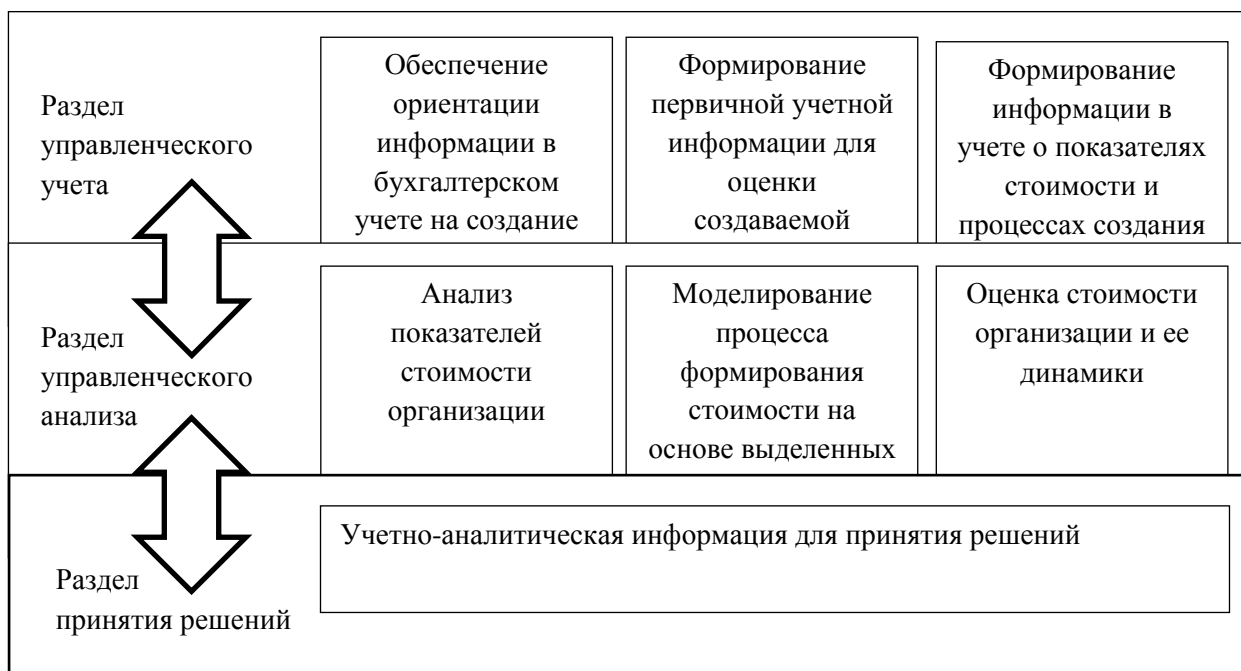 Раздел
управленческого
учета
Обеспечение
ориентации
информации в
бухгалтерском
учете на создание
Формирование
первичной учетной
информации для
оценки
создаваемой
Формирование
информации в
учете о показателях
стоимости и
процессах создания
Раздел
управленческого
анализа
Анализ
показателей
стоимости
организации
Моделирование
процесса
формирования
стоимости на
основе выделенных
Оценка стоимости
организации и ее
динамики
Раздел
принятия решений
Учетно-аналитическая информация для принятия решений